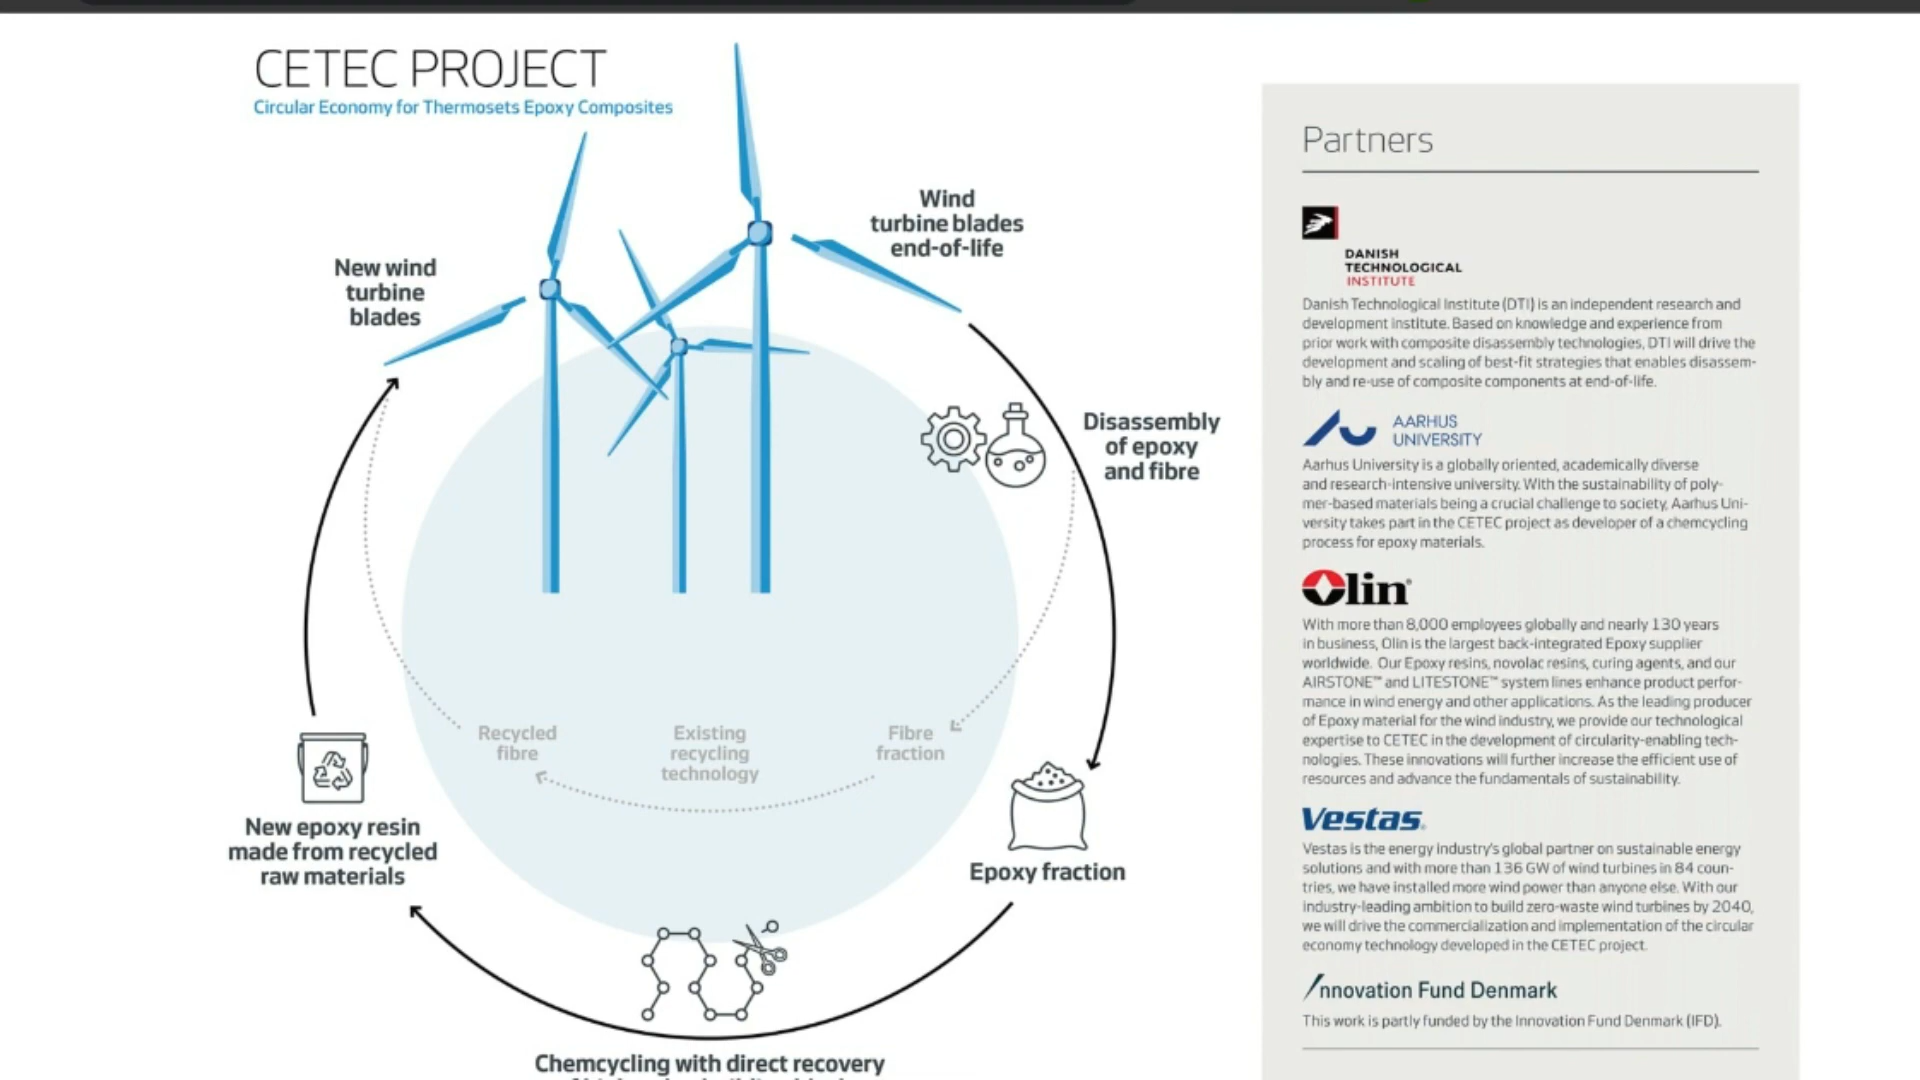 CETEC PROJECT
Circular Economy for Thermosets Epoxy Composites
Wind
turbine blades
end-of-life
New wind
turbine
blades
Disassembly
of epoxy
and fibre
Recycled
fibre
Existing
recycling
technology
Fibre
fraction
Epoxy fraction
New epoxy resin
made from recycled
raw materials
Chemcycling with direct recovery
Partners
DANISH
TECHNOLOGICAL
INSTITUTE
Danish Technological Institute (DTI) is an independent research and
development institute. Based on knowledge and experience from
prior work with composite disassembly technologies, DTI will drive the
development and scaling of best-fit strategies that enables disassem-
bly and re-use of composite components at end-of-life.
AARHUS
UNIVERSITY
Aarhus University is a globally oriented, academically diverse
and research-intensive university. With the sustainability of poly-
mer-based materials being a crucial challenge to society, Aarhus Uni-
versity takes part in the CETEC project as developer of a chemcycling
process for epoxy materials.
Olin
With more than 8,000 employees globally and nearly 130 years
in business, Olin is the largest back-integrated Epoxy supplier
worldwide. Our Epoxy resins, novolac resins, curing agents, and our
AIRSTONE™ and LITESTONE™ system lines enhance product perfor-
mance in wind energy and other applications. As the leading producer
of Epoxy material for the wind industry, we provide our technological
expertise to CETEC in the development of circularity-enabling tech-
nologies. These innovations will further increase the efficient use of
resources and advance the fundamentals of sustainability.
Vestas
Vestas is the energy industry's global partner on sustainable energy
solutions and with more than 136 GW of wind turbines in 84 coun-
tries, we have installed more wind power than anyone else. With our
industry-leading ambition to build zero-waste wind turbines by 2040,
we will drive the commercialization and implementation of the circular
economy technology developed in the CETEC project.
Innovation Fund Denmark
This work is partly funded by the Innovation Fund Denmark (IFD).